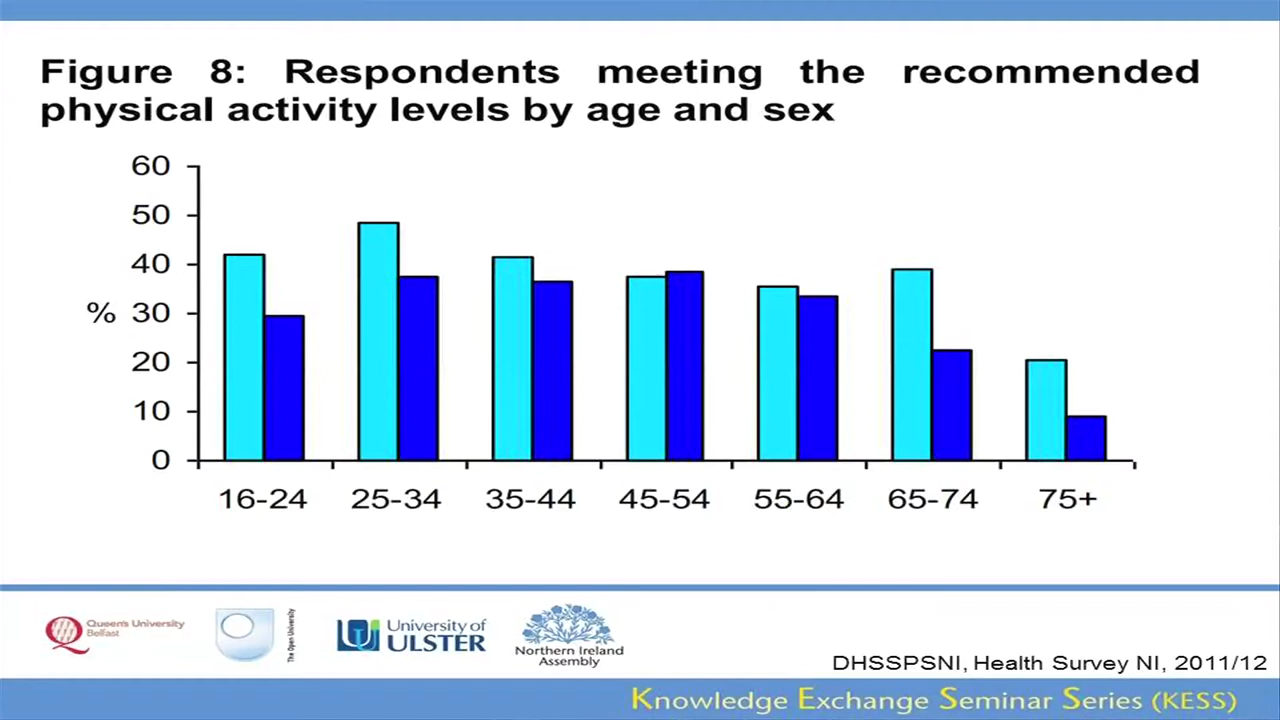 Figure 8: Respondents meeting the recommended
physical activity levels by age and sex
60
50
40
% 30
20
10
0
16-24 25-34 35-44 45-54 55-64 65-74 75+
Queen's University
Belfast
The Open University
University of
ULSTER
Northern Ireland
Assembly
DHSSPSNI, Health Survey NI, 2011/12
Knowledge Exchange Seminar Series (KESS)